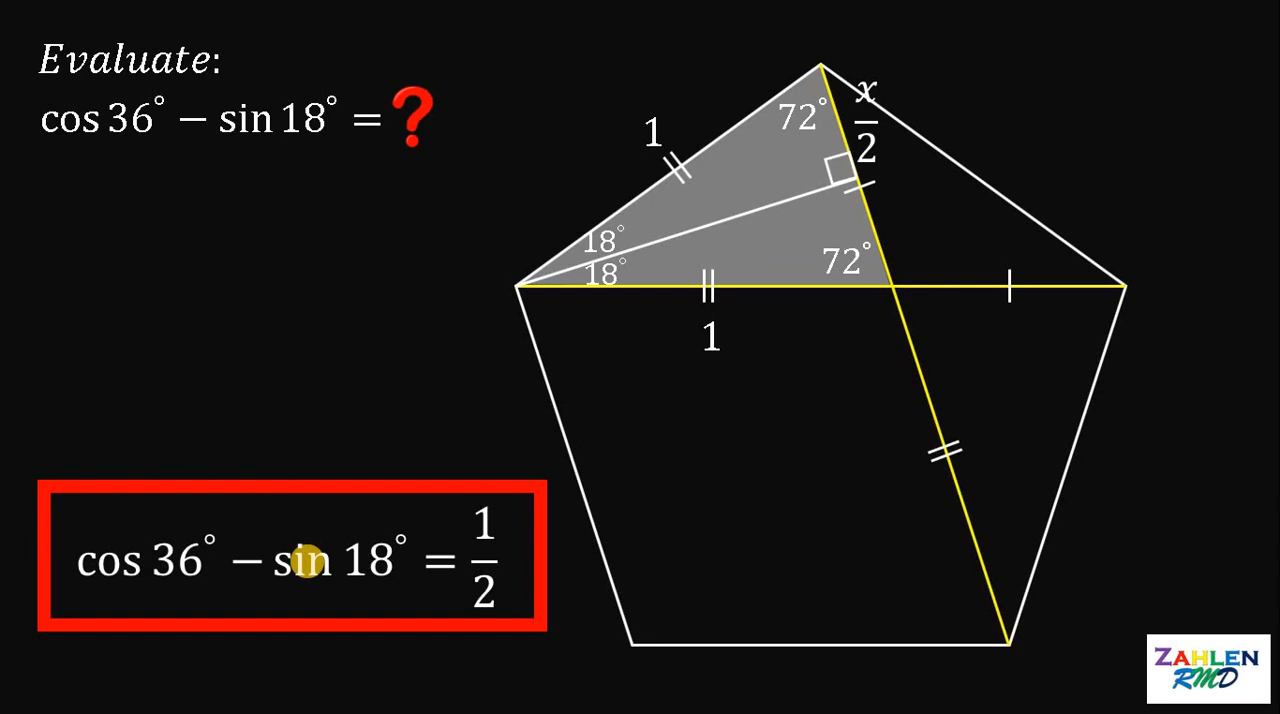 Evaluate:
cos 36° − sin 18° = ❓
1
72°
x/2
18°
18°
72°
1
cos 36° − sin 18° = 1/2
ZAHLEN
RMD